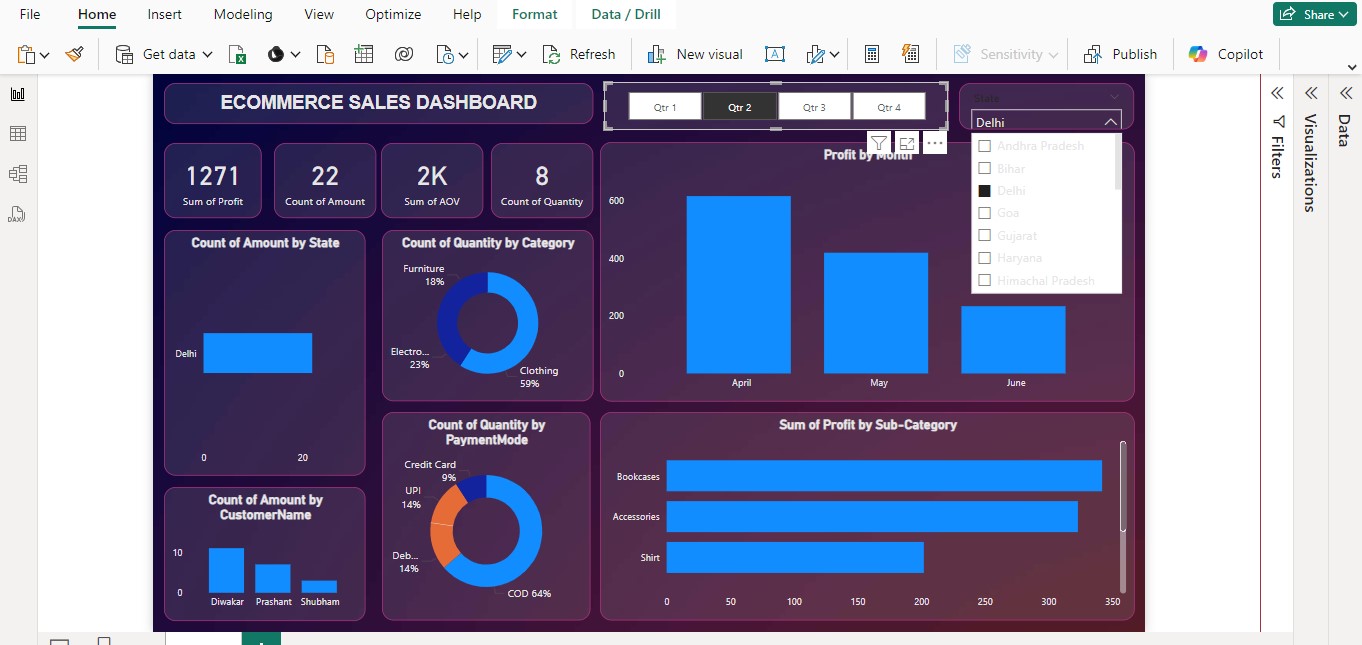 File Home Insert Modeling View Optimize Help Format Data / Drill Share
Get data Refresh New visual A Sensitivity Publish Copilot
ECOMMERCE SALES DASHBOARD
Qtr 1 Qtr 2 Qtr 3 Qtr 4
State
Delhi
Andhra Pradesh
Bihar
Delhi
Goa
Gujarat
Haryana
Himachal Pradesh
1271
Sum of Profit
22
Count of Amount
2K
Sum of AOV
8
Count of Quantity
Profit by Month
600
400
200
0
April May June
Count of Amount by State
Delhi
0 20
Count of Quantity by Category
Furniture
18%
Electro...
23%
Clothing
59%
Count of Amount by
CustomerName
10
0
Diwakar Prashant Shubham
Count of Quantity by
PaymentMode
Credit Card
9%
UPI
14%
Deb...
14%
COD 64%
Sum of Profit by Sub-Category
Bookcases
Accessories
Shirt
0 50 100 150 200 250 300 350
Filters
Visualizations
Data
DAX